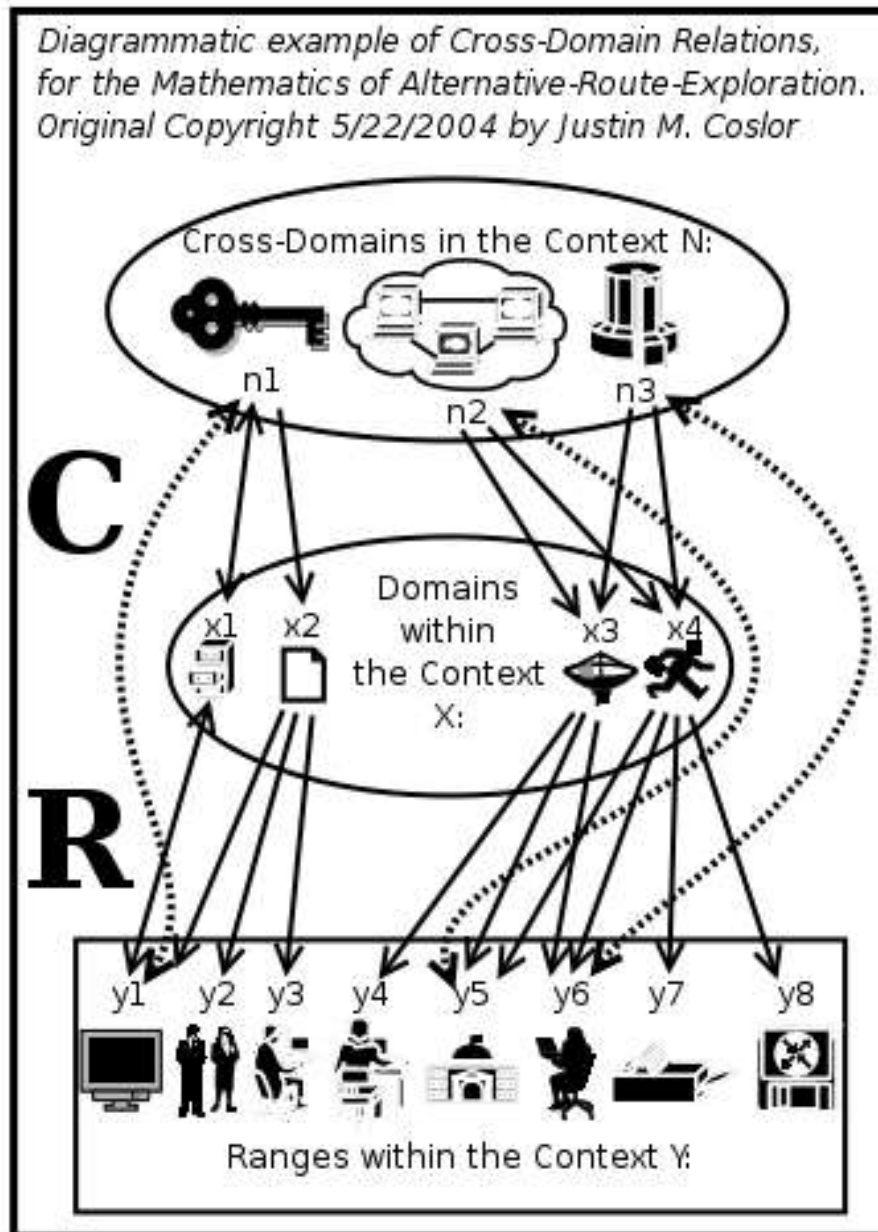 Diagrammatic example of Cross-Domain Relations,
for the Mathematics of Alternative-Route-Exploration.
Original Copyright 5/22/2004 by Justin M. Coslor
Cross-Domains in the Context N:
n1
n2
n3
C
x1 x2
x3 x4
Domains
within
the Context
X:
R
y1 y2 y3 y4 y5 y6 y7 y8
Ranges within the Context Y: